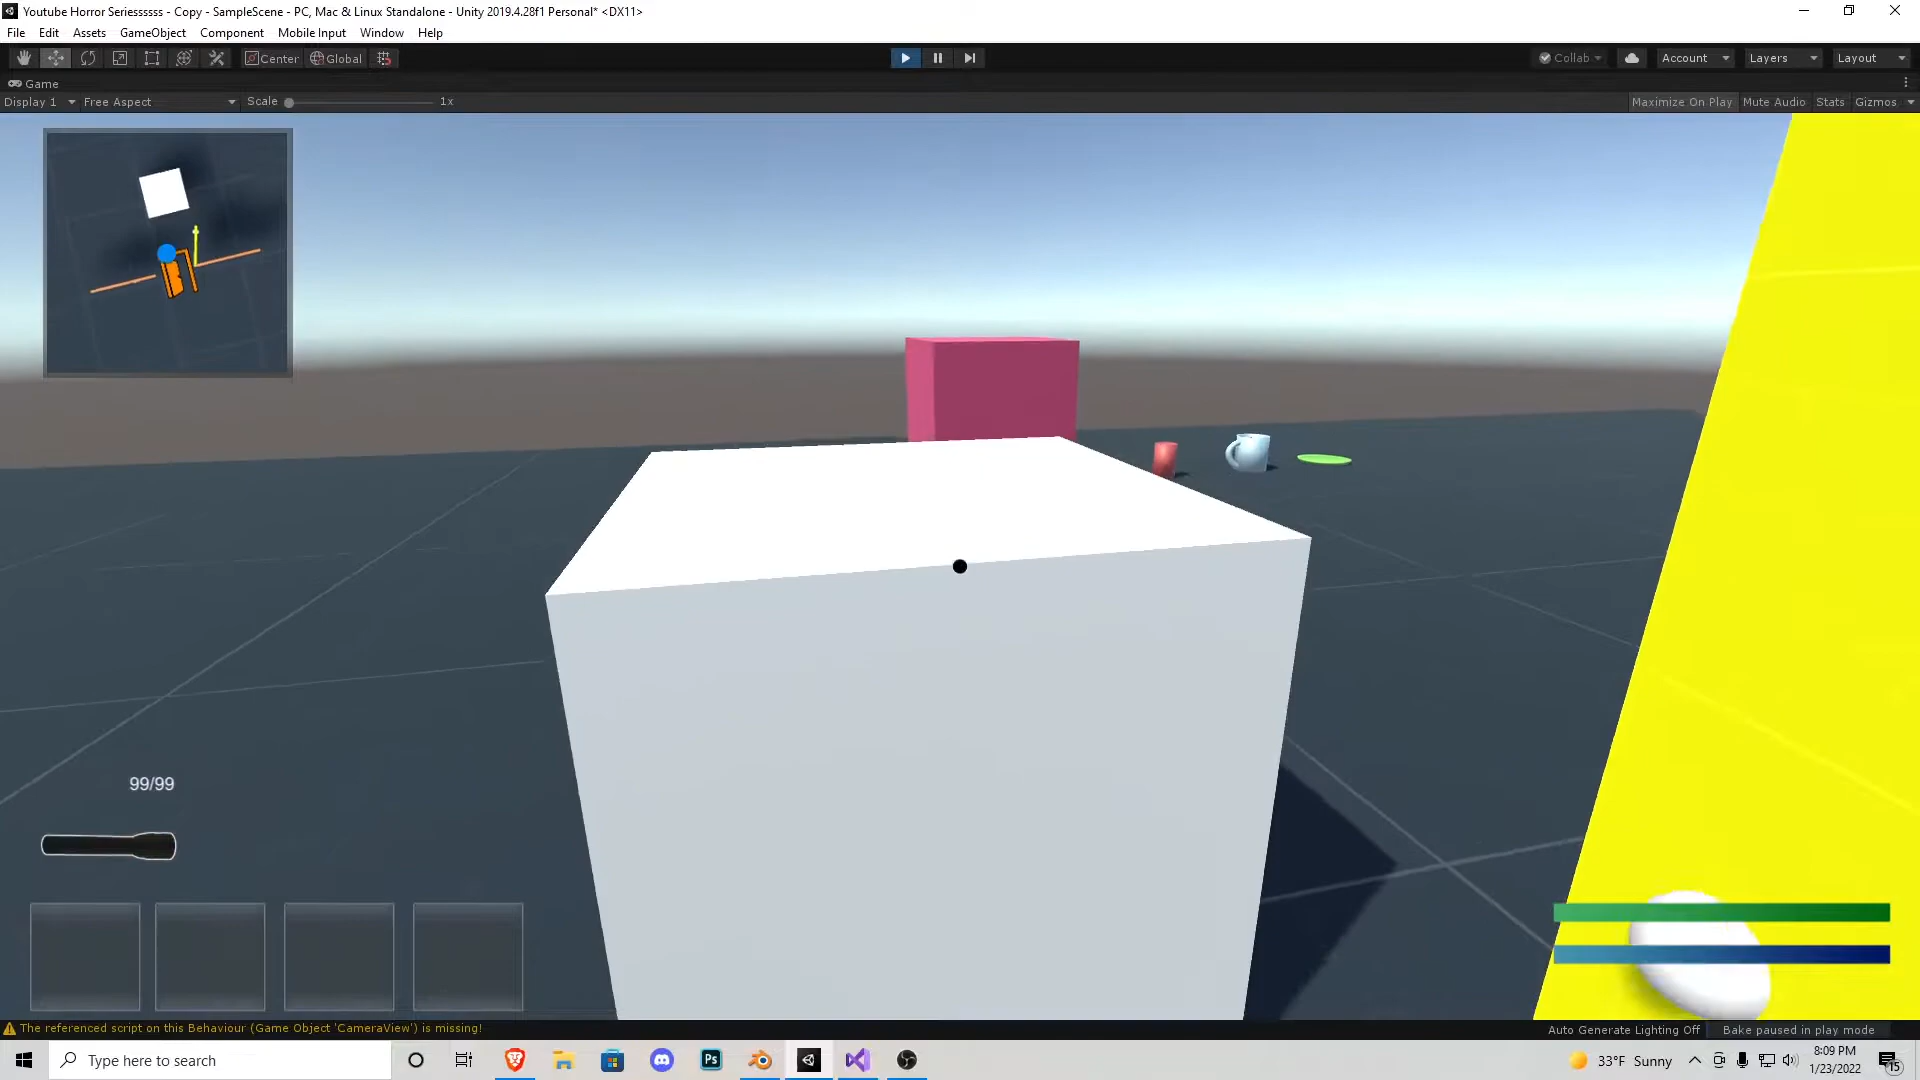 Youtube Horror Seriessssss - Copy - SampleScene - PC, Mac & Linux Standalone - Unity 2019.4.28f1 Personal* <DX11>
File Edit Assets GameObject Component Mobile Input Window Help
Center Global Collab Account Layers Layout
Game
Display 1 Free Aspect Scale 1x Maximize On Play Mute Audio Stats Gizmos
99/99
The referenced script on this Behaviour (Game Object 'CameraView') is missing! Auto Generate Lighting Off Bake paused in play mode
Type here to search Ps 33°F Sunny 8:09 PM
1/23/2022 15